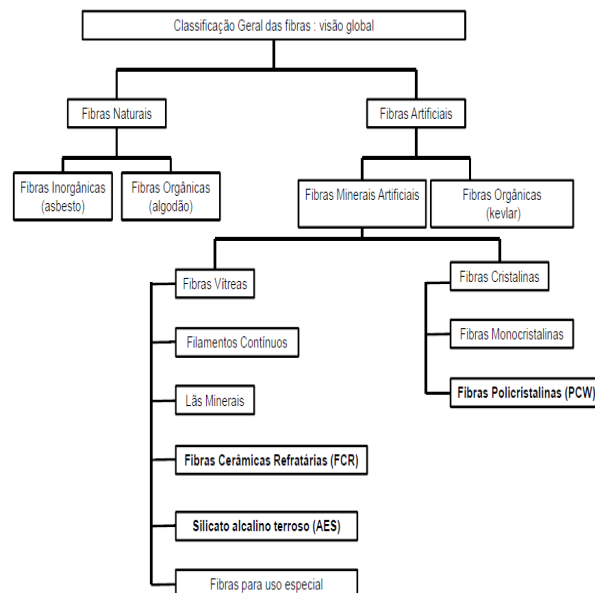 Classificação Geral das fibras : visão global
Fibras Naturais
Fibras Artificiais
Fibras Inorgânicas
(asbesto)
Fibras Orgânicas
(algodão)
Fibras Minerais Artificiais
Fibras Orgânicas
(kevlar)
Fibras Vítreas
Filamentos Contínuos
Lãs Minerais
Fibras Cerâmicas Refratárias (FCR)
Silicato alcalino terroso (AES)
Fibras para uso especial
Fibras Cristalinas
Fibras Monocristalinas
Fibras Policristalinas (PCW)